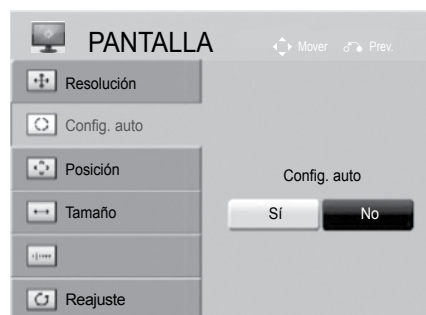 PANTALLA
Mover Prev.
Resolución
Config. auto
Posición
Tamaño
Reajuste
Config. auto
Sí No